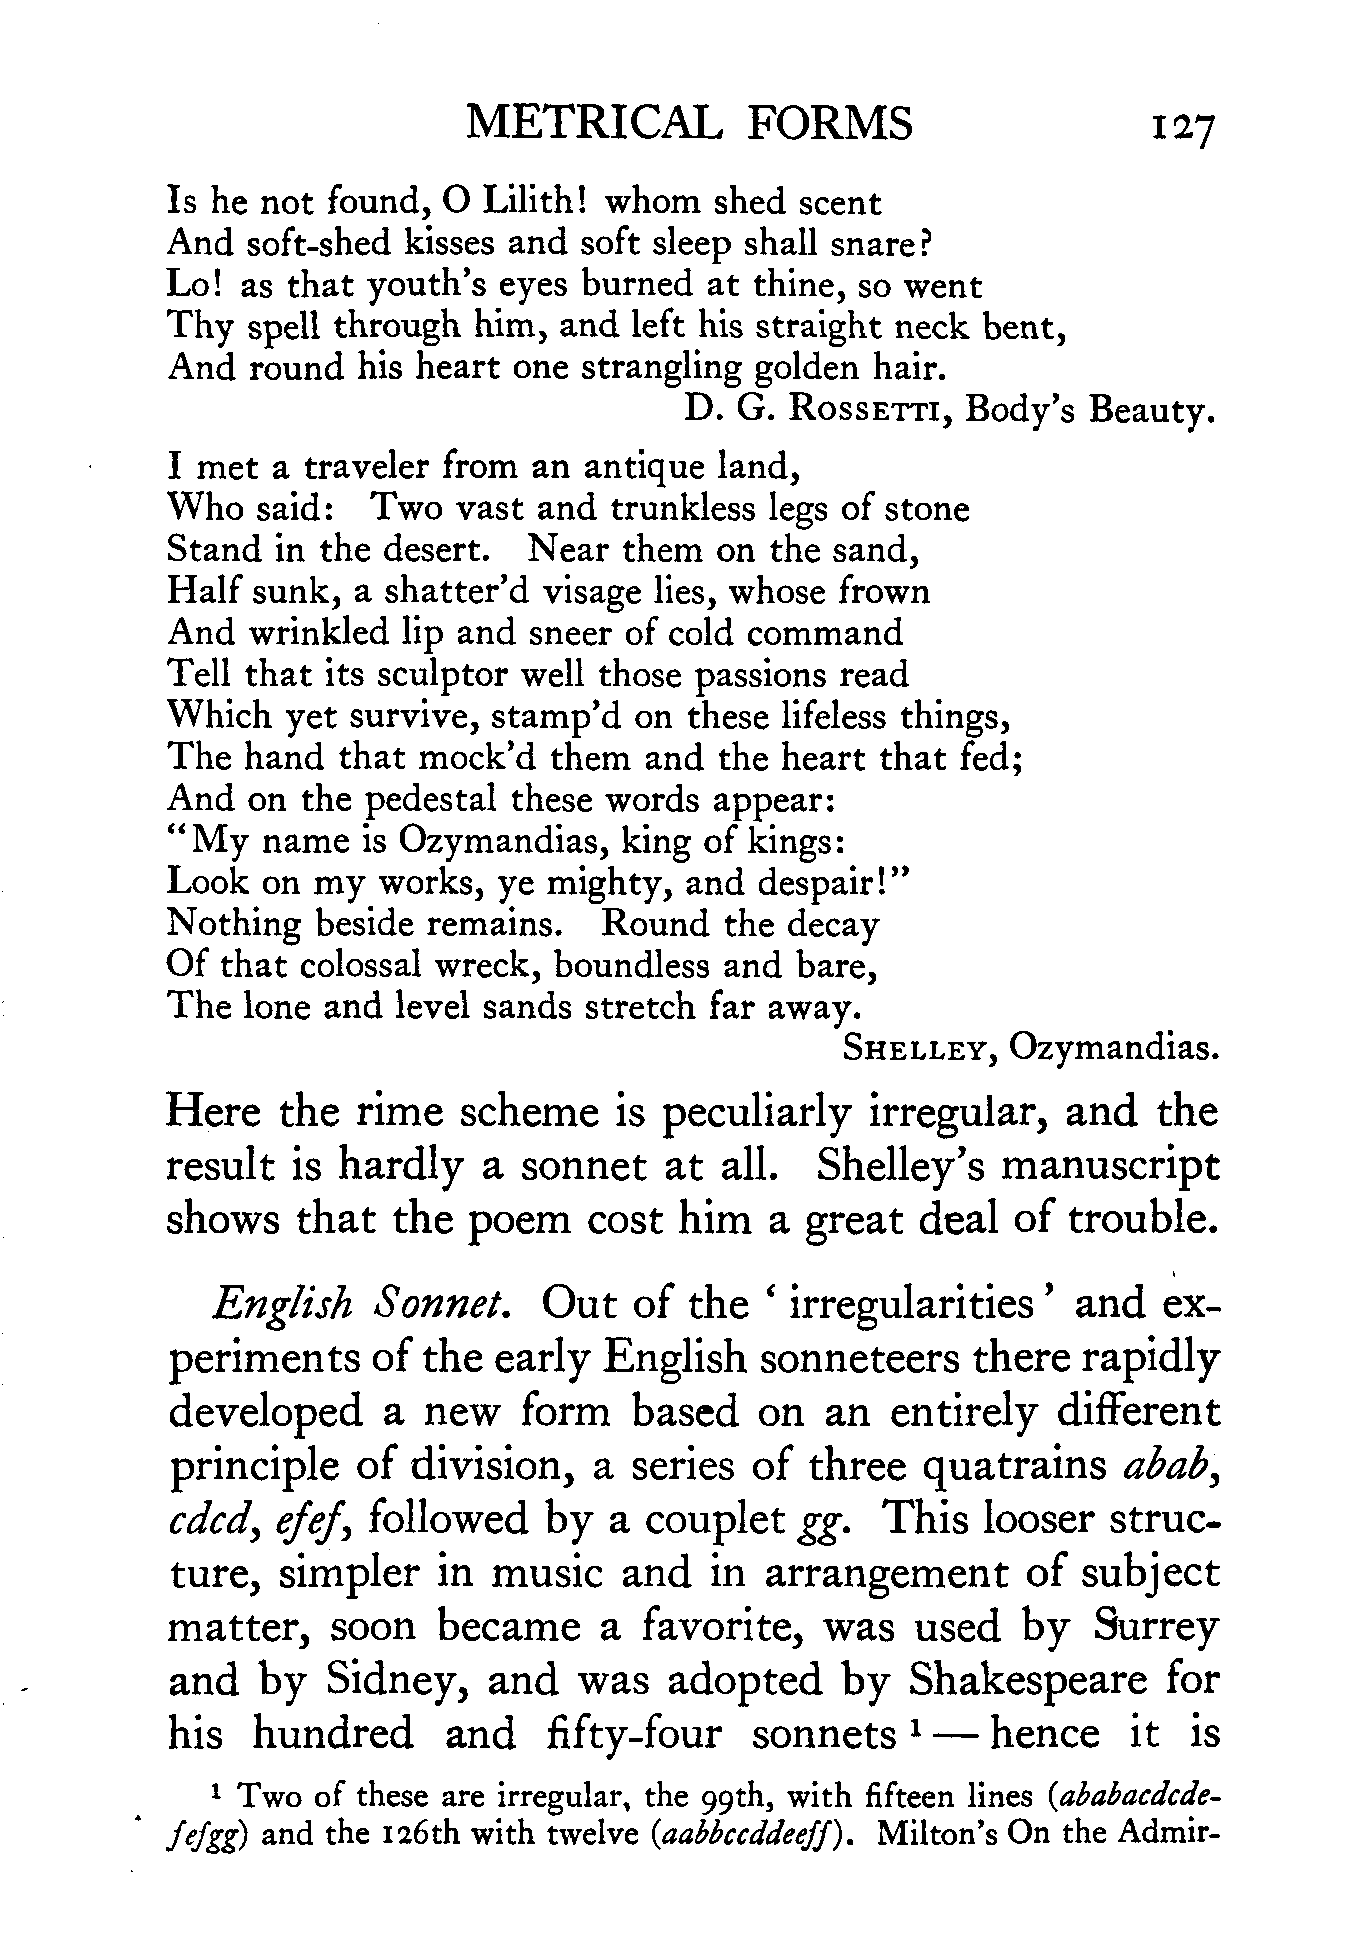 METRICAL FORMS 127
Is he not found, O Lilith! whom shed scent
And soft-shed kisses and soft sleep shall snare?
Lo! as that youth's eyes burned at thine, so went
Thy spell through him, and left his straight neck bent,
And round his heart one strangling golden hair.
D. G. ROSSETTI, Body's Beauty.
I met a traveler from an antique land,
Who said: Two vast and trunkless legs of stone
Stand in the desert. Near them on the sand,
Half sunk, a shatter'd visage lies, whose frown
And wrinkled lip and sneer of cold command
Tell that its sculptor well those passions read
Which yet survive, stamp'd on these lifeless things,
The hand that mock'd them and the heart that fed;
And on the pedestal these words appear:
"My name is Ozymandias, king of kings:
Look on my works, ye mighty, and despair!"
Nothing beside remains. Round the decay
Of that colossal wreck, boundless and bare,
The lone and level sands stretch far away.
SHELLEY, Ozymandias.
Here the rime scheme is peculiarly irregular, and the
result is hardly a sonnet at all. Shelley's manuscript
shows that the poem cost him a great deal of trouble.
English Sonnet. Out of the ‘irregularities’ and ex-
periments of the early English sonneteers there rapidly
developed a new form based on an entirely different
principle of division, a series of three quatrains abab,
cdcd, efef, followed by a couplet gg. This looser struc-
ture, simpler in music and in arrangement of subject
matter, soon became a favorite, was used by Surrey
and by Sidney, and was adopted by Shakespeare for
his hundred and fifty-four sonnets ¹ — hence it is
¹ Two of these are irregular, the 99th, with fifteen lines (ababacdcde-
fefgg) and the 126th with twelve (aabbccddeeff). Milton's On the Admir-